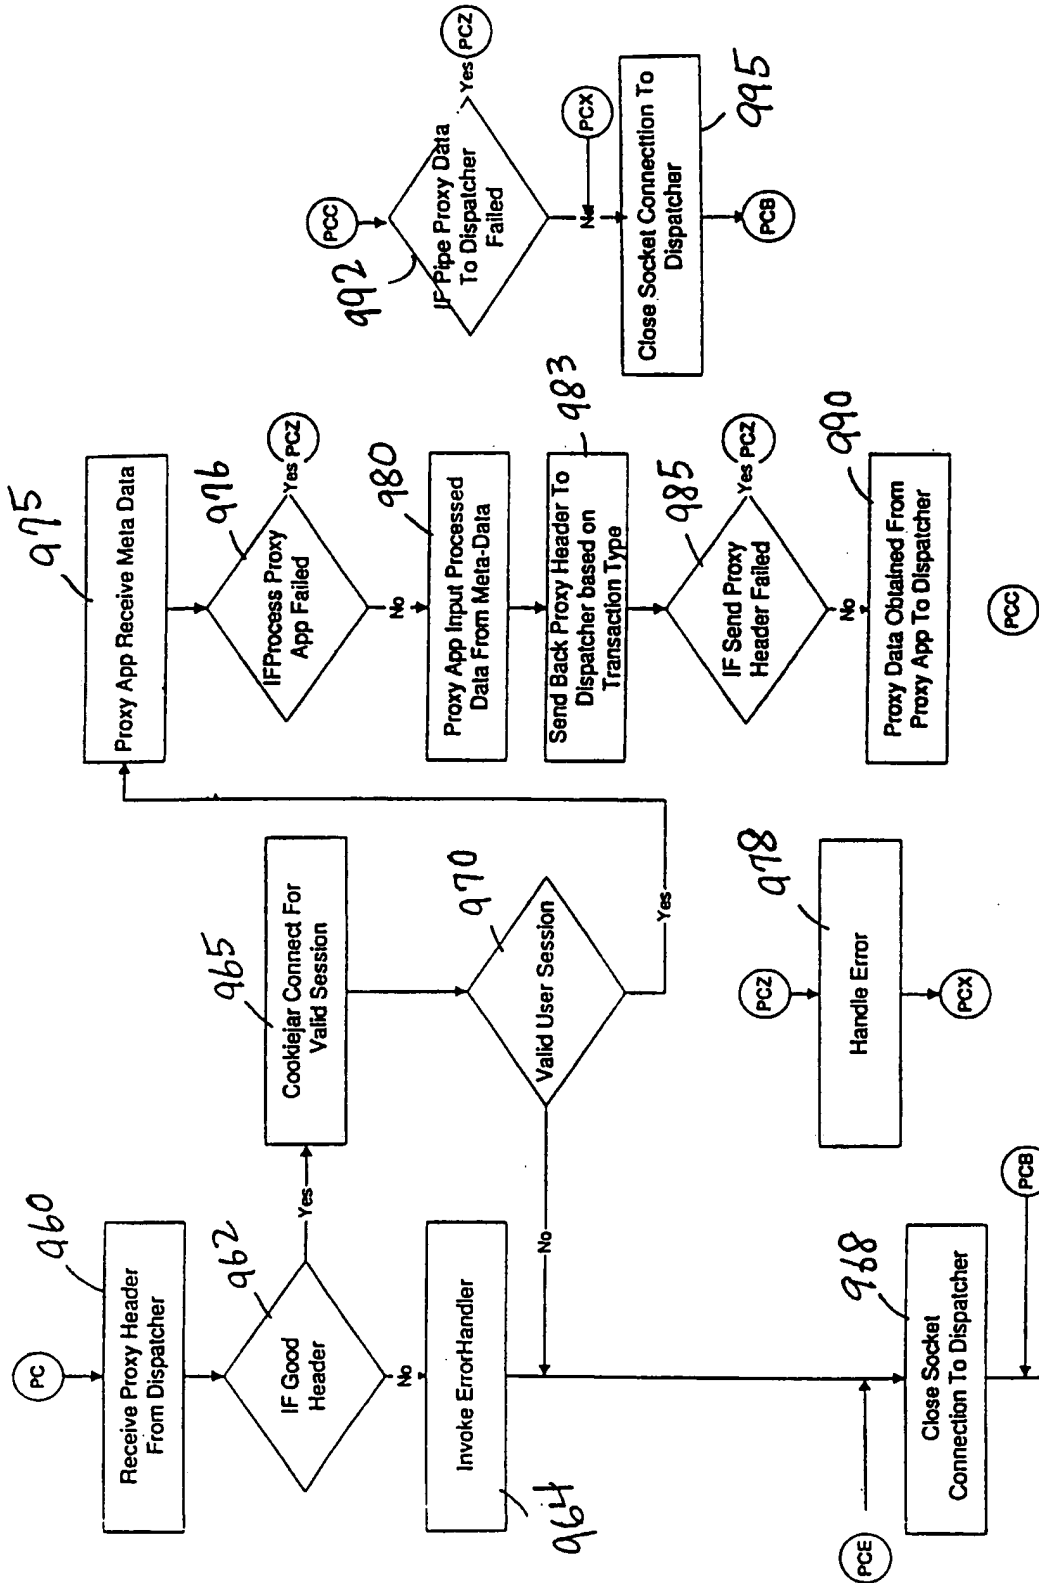 PC
960
Receive Proxy Header
From Dispatcher
962
IF Good
Header
Yes
No
Invoke ErrorHandler
964
965
Cookiejar Connect For
Valid Session
970
Valid User Session
No
Yes
PCE
968
Close Socket
Connection To Dispatcher
PCB
PCZ
978
Handle Error
PCX
975
Proxy App Receive Meta Data
976
IFProcess Proxy
App Failed
Yes
PCZ
No
980
Proxy App Input Processed
Data From Meta-Data
983
Send Back Proxy Header To
Dispatcher based on
Transaction Type
985
IF Send Proxy
Header Failed
Yes
PCZ
No
990
Proxy Data Obtained From
Proxy App To Dispatcher
PCC
PCC
992
IF Pipe Proxy Data
To Dispatcher
Failed
Yes
PCZ
No
PCX
Close Socket Connecttion To
Dispatcher
995
PCB